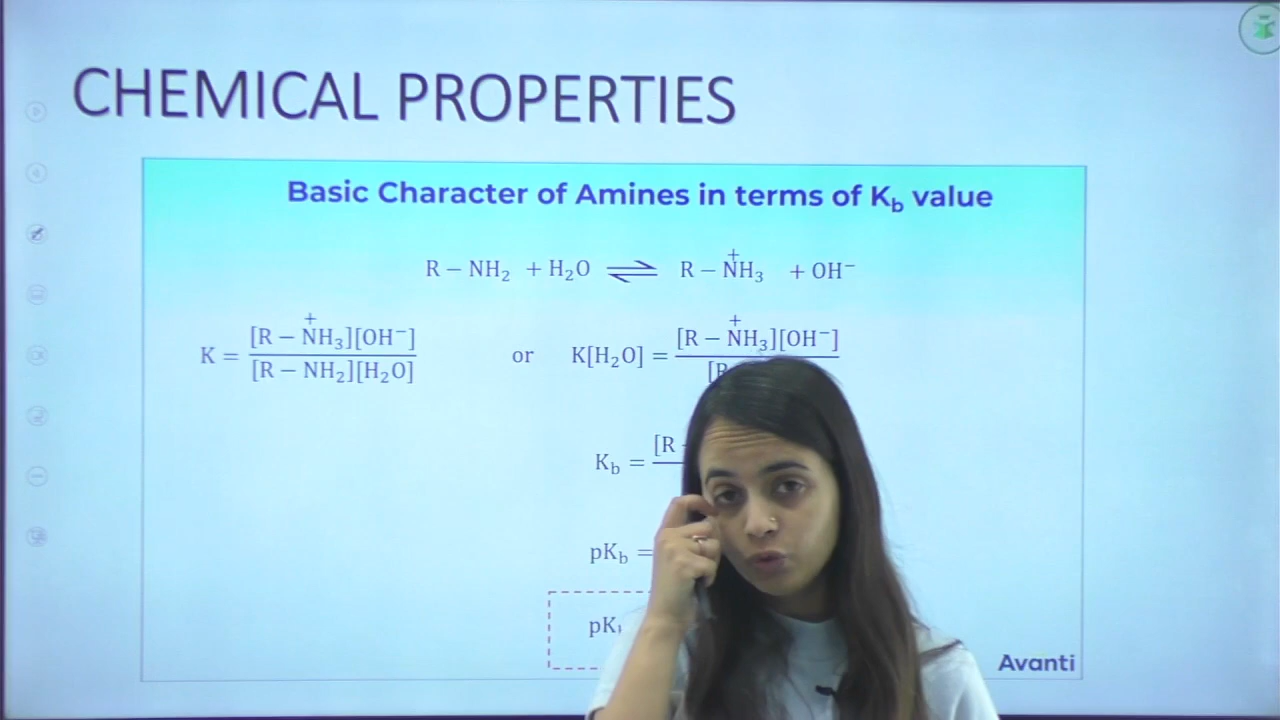 CHEMICAL PROPERTIES
Basic Character of Amines in terms of K_b value
R − NH₂ + H₂O ⇌ R − N⁺H₃ + OH⁻
K = [R − N⁺H₃][OH⁻] / [R − NH₂][H₂O] or K[H₂O] = [R − N⁺H₃][OH⁻] / [R
K_b = [R −
pK_b =
pK
Avanti